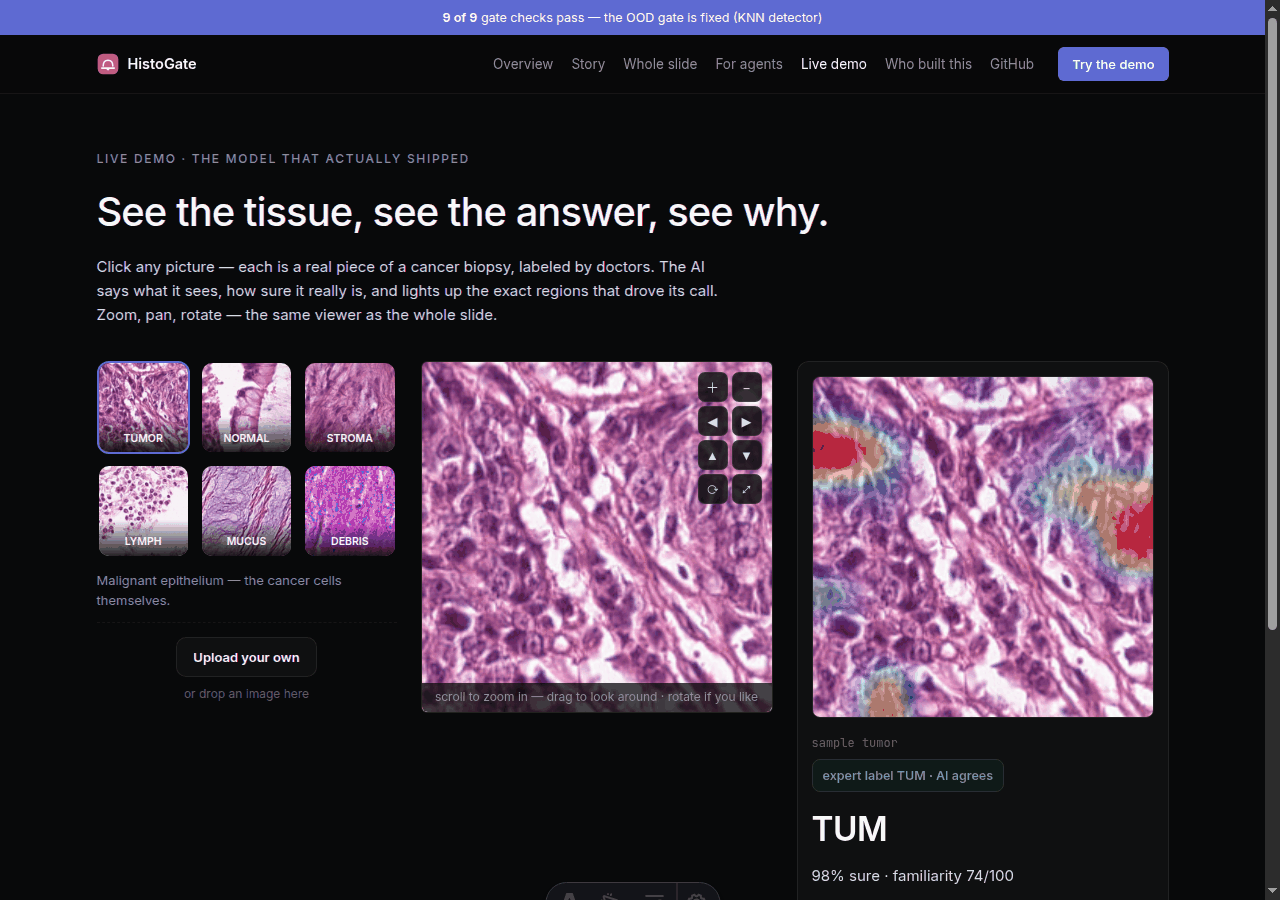 9 of 9 gate checks pass — the OOD gate is fixed (KNN detector)
HistoGate
Overview
Story
Whole slide
For agents
Live demo
Who built this
GitHub
Try the demo
LIVE DEMO · THE MODEL THAT ACTUALLY SHIPPED
See the tissue, see the answer, see why.
Click any picture — each is a real piece of a cancer biopsy, labeled by doctors. The AI
says what it sees, how sure it really is, and lights up the exact regions that drove its call.
Zoom, pan, rotate — the same viewer as the whole slide.
TUMOR
NORMAL
STROMA
LYMPH
MUCUS
DEBRIS
Malignant epithelium — the cancer cells
themselves.
Upload your own
or drop an image here
scroll to zoom in — drag to look around · rotate if you like
sample tumor
expert label TUM · AI agrees
TUM
98% sure · familiarity 74/100